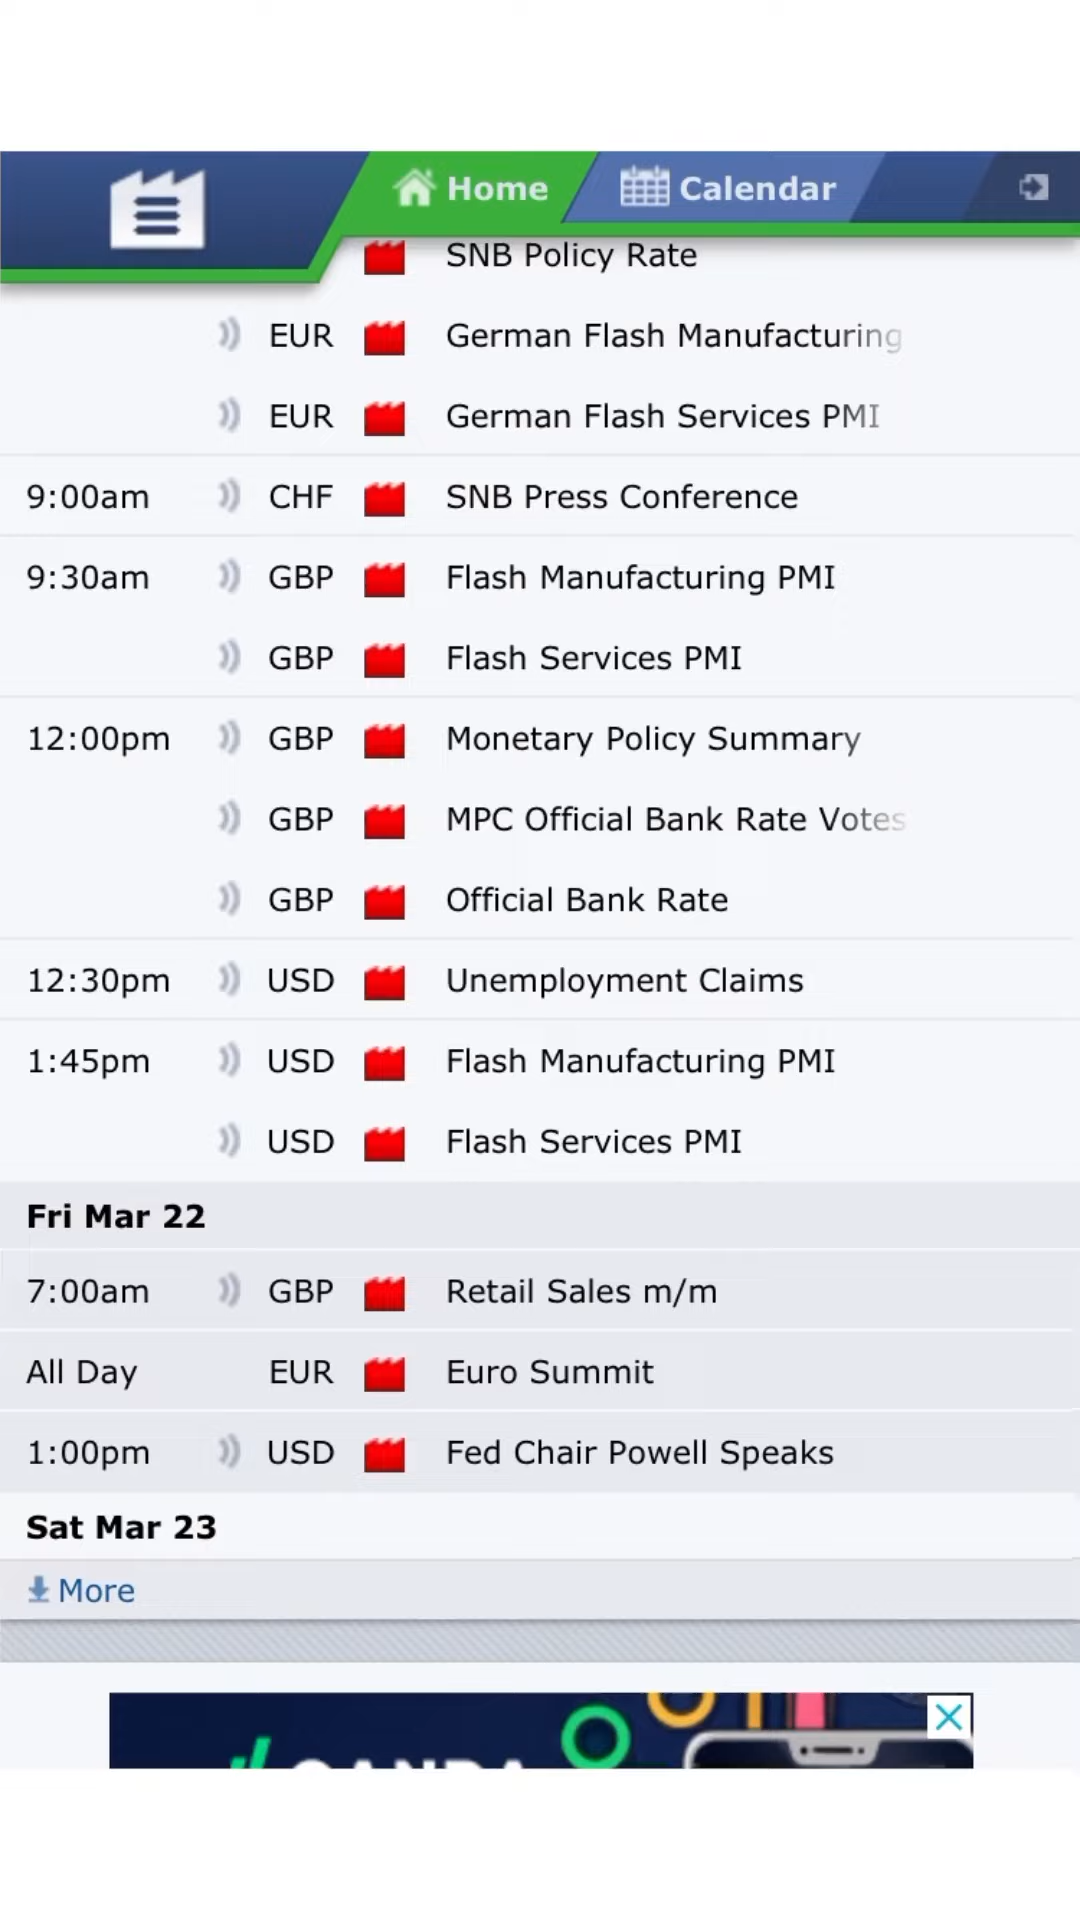 Home Calendar
SNB Policy Rate
EUR German Flash Manufacturing
EUR German Flash Services PMI
9:00am CHF SNB Press Conference
9:30am GBP Flash Manufacturing PMI
GBP Flash Services PMI
12:00pm GBP Monetary Policy Summary
GBP MPC Official Bank Rate Votes
GBP Official Bank Rate
12:30pm USD Unemployment Claims
1:45pm USD Flash Manufacturing PMI
USD Flash Services PMI
Fri Mar 22
7:00am GBP Retail Sales m/m
All Day EUR Euro Summit
1:00pm USD Fed Chair Powell Speaks
Sat Mar 23
More
OANDA